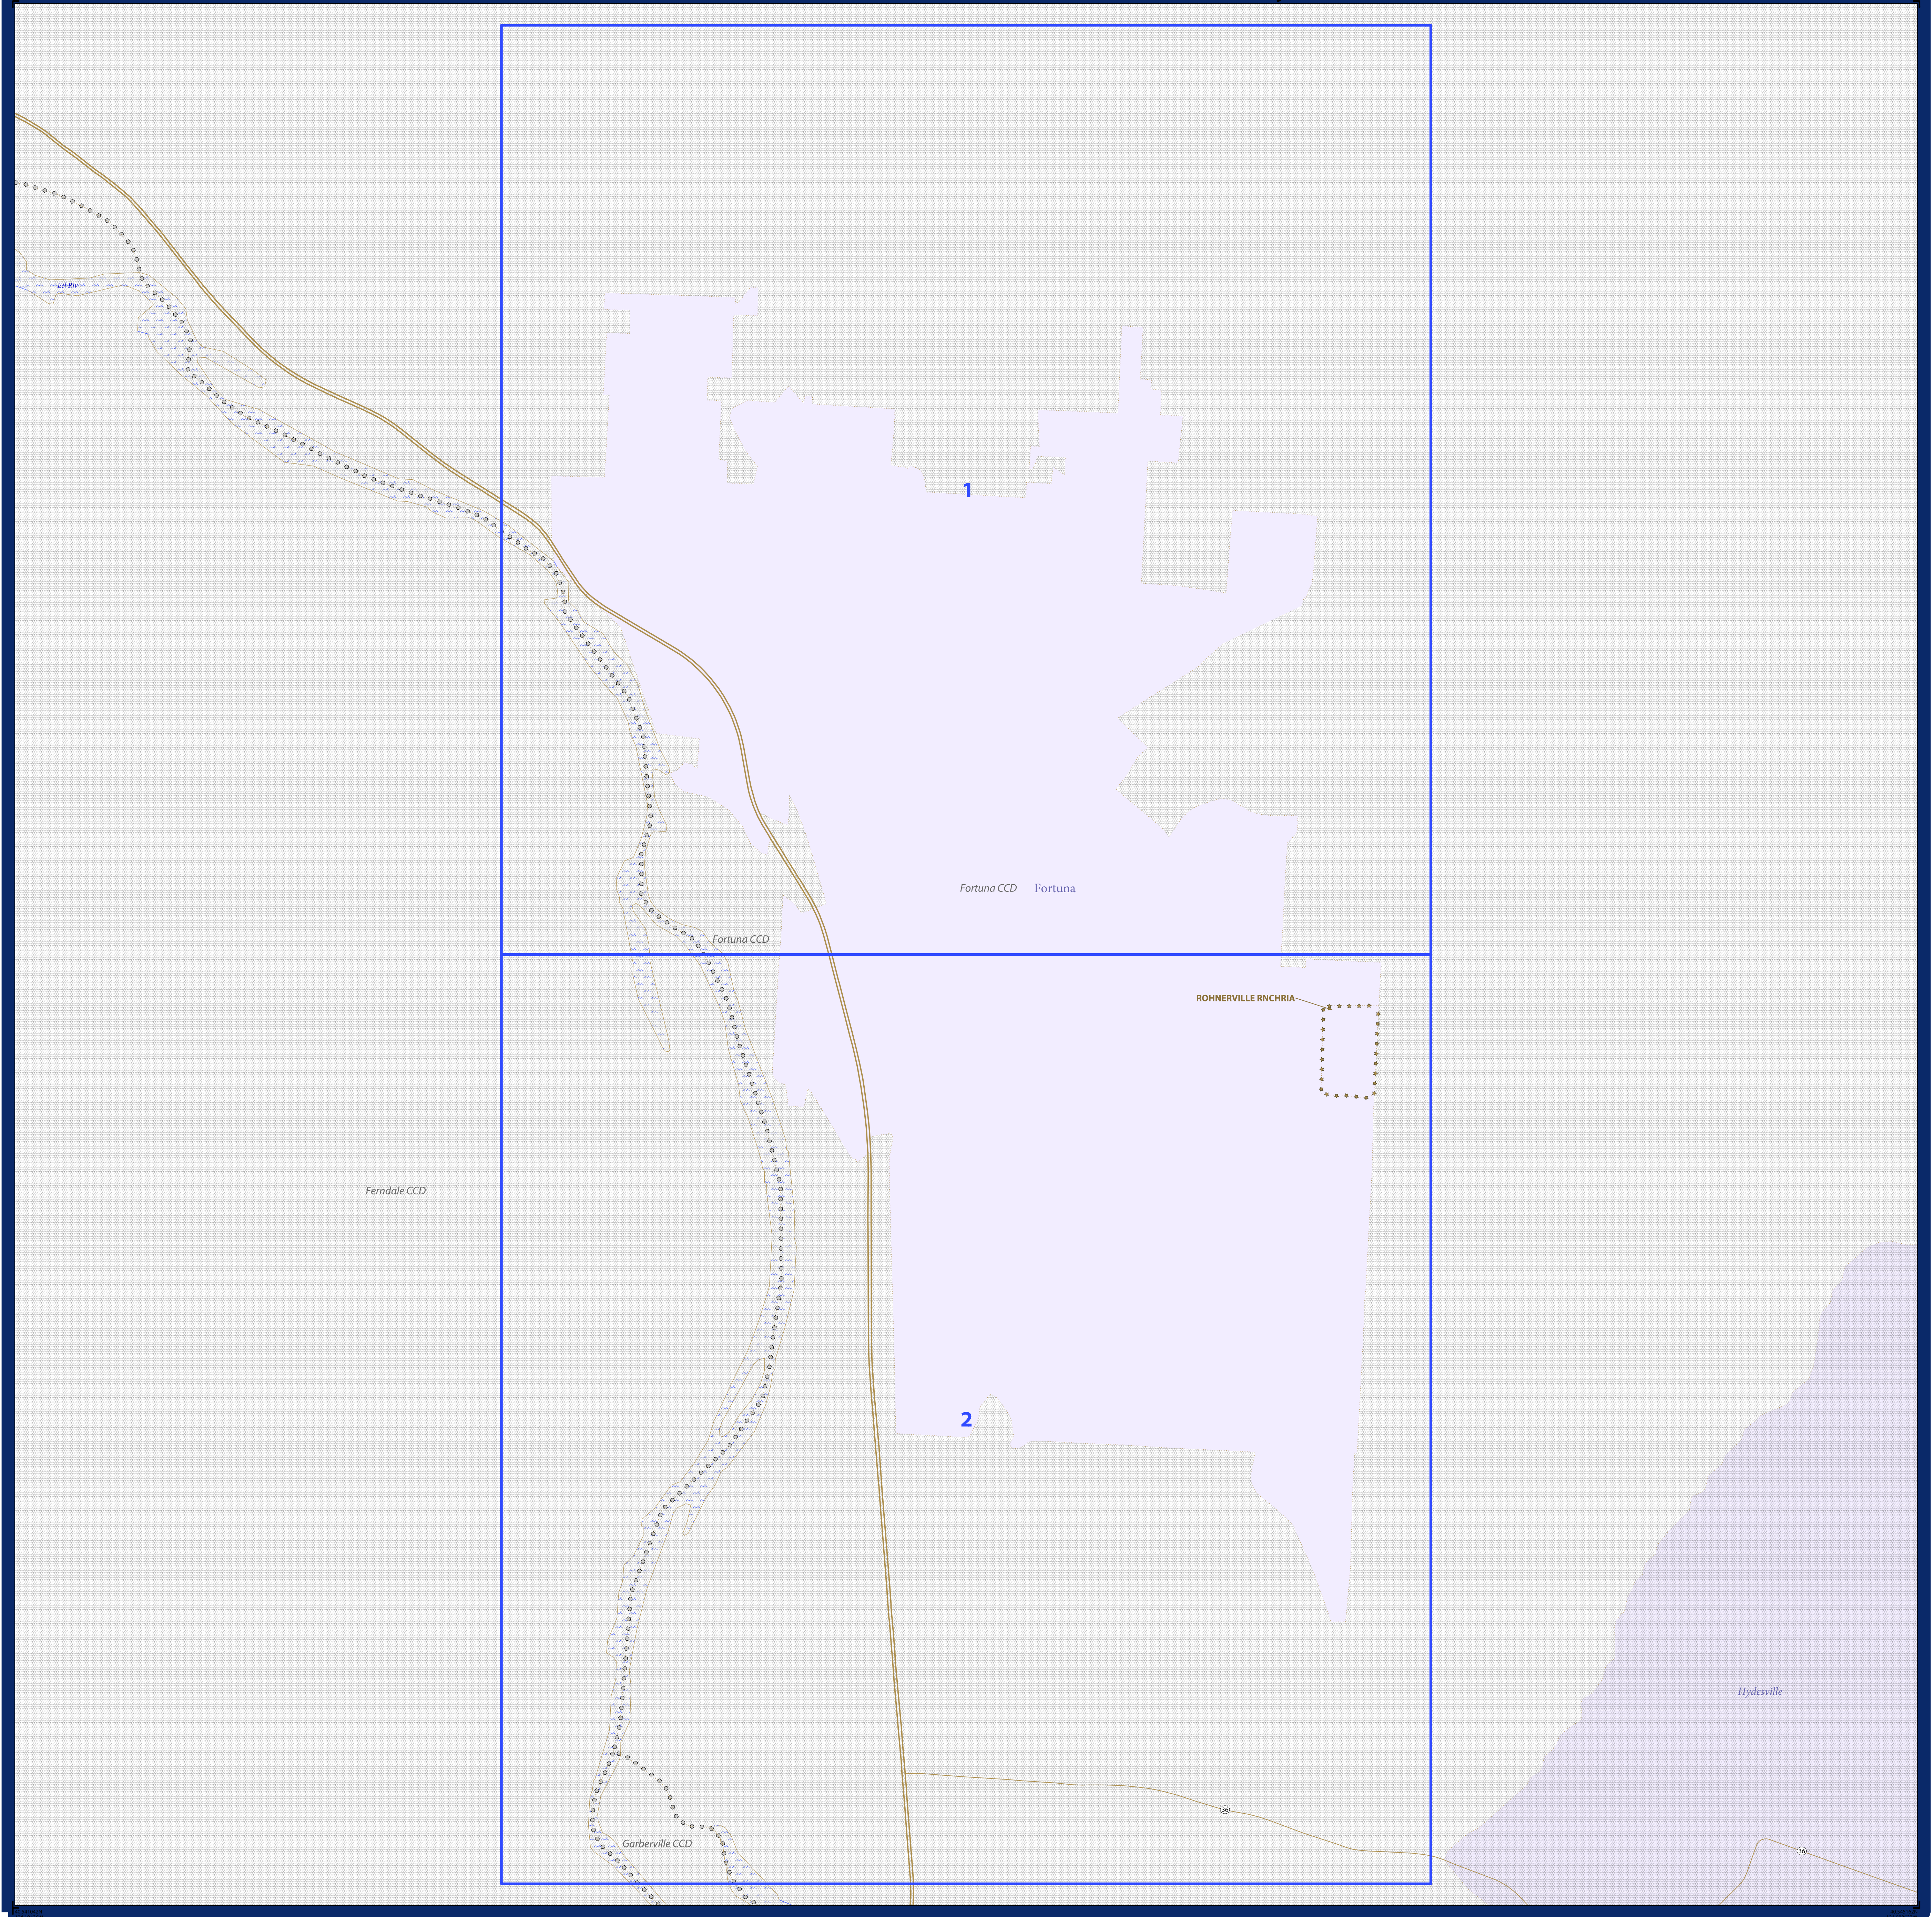 Eel Riv
1
Fortuna CCD
Fortuna
Fortuna CCD
ROHNERVILLE RNCHRIA
Ferndale CCD
2
Hydesville
36
36
Garberville CCD